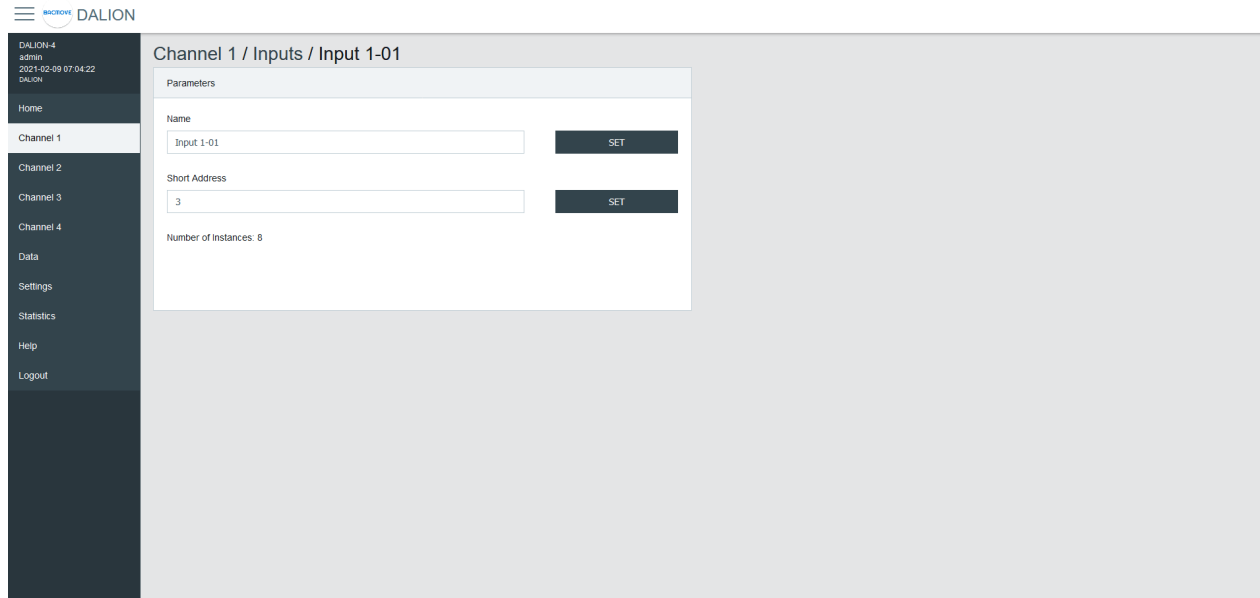 BACMOVE DALION
DALION-4
admin
2021-02-09 07:04:22
DALION
Home
Channel 1
Channel 2
Channel 3
Channel 4
Data
Settings
Statistics
Help
Logout
Channel 1 / Inputs / Input 1-01
Parameters
Name
Input 1-01 SET
Short Address
3 SET
Number of Instances: 8